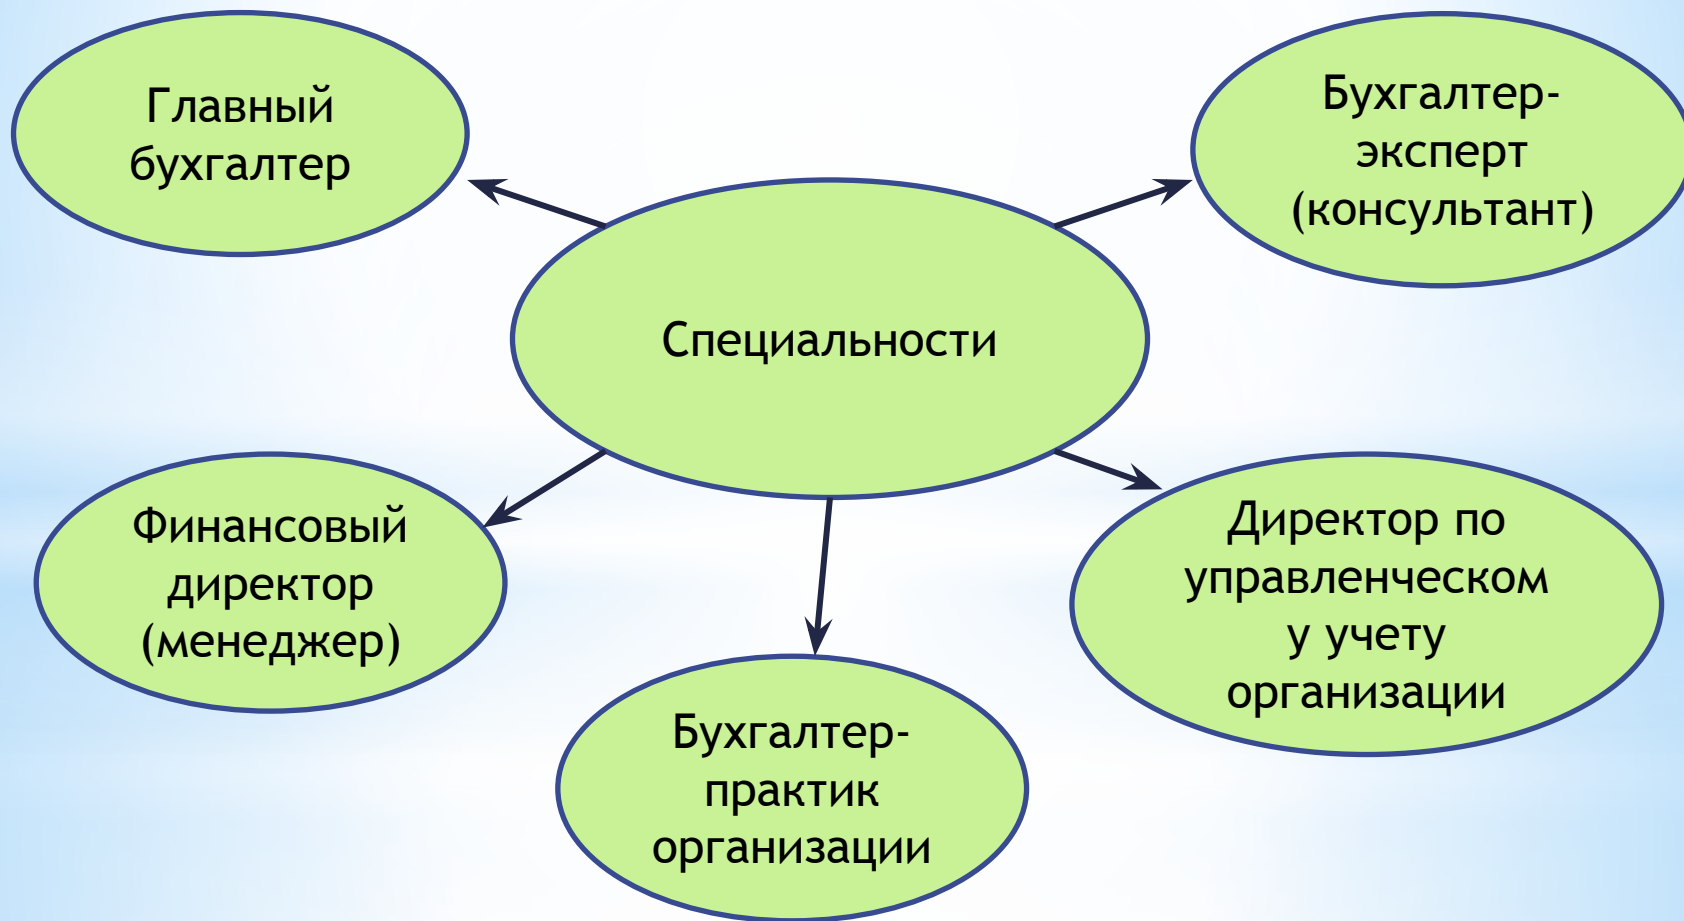 Главный
бухгалтер
Бухгалтер-
эксперт
(консультант)
Специальности
Финансовый
директор
(менеджер)
Директор по
управленческом
у учету
организации
Бухгалтер-
практик
организации